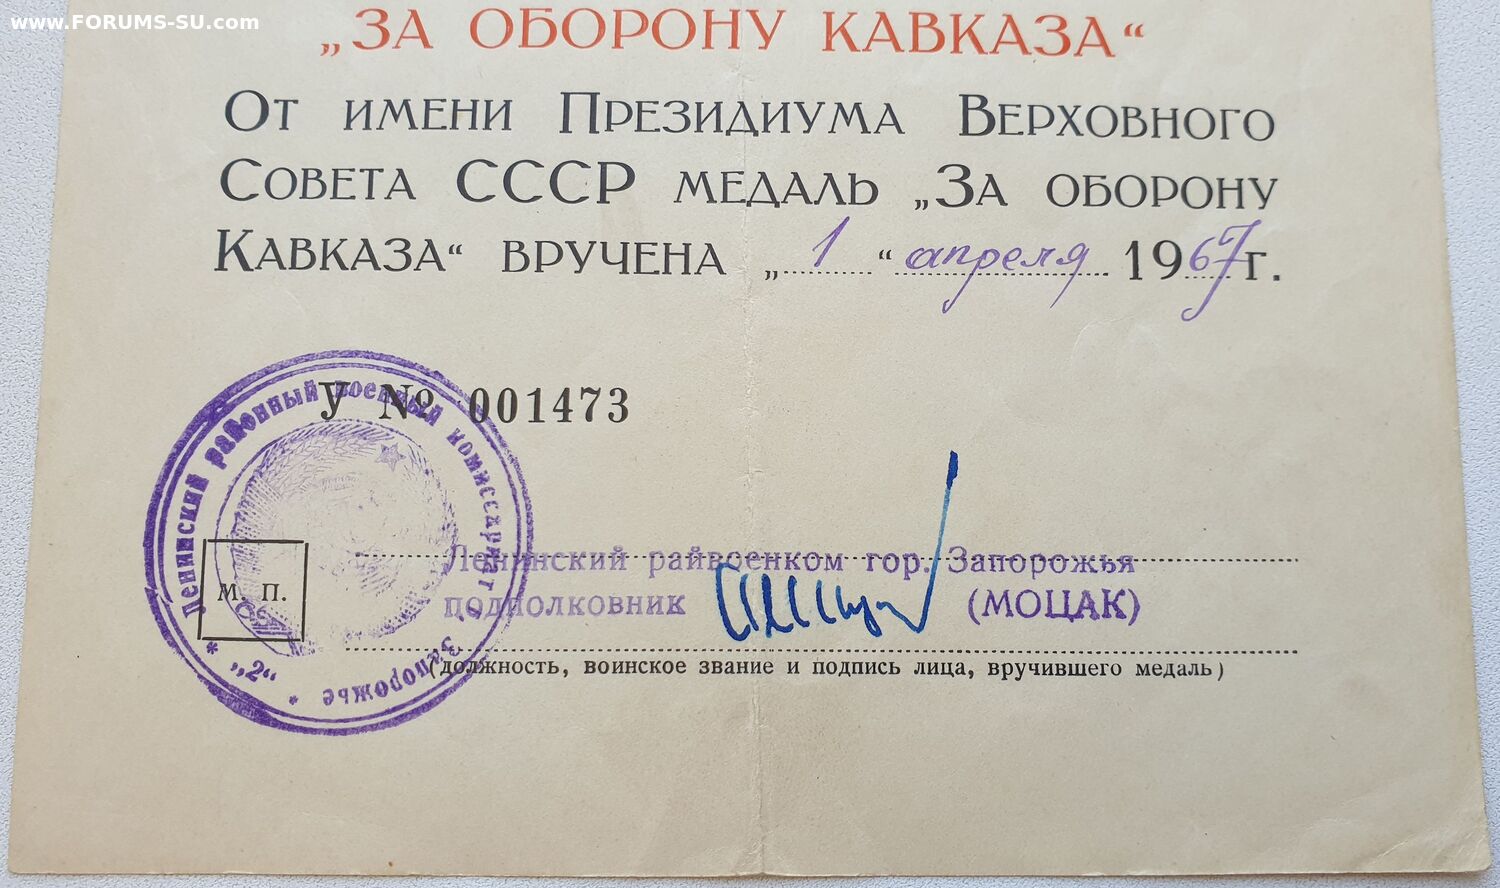 www.FORUMS-SU.com
„ЗА ОБОРОНУ КАВКАЗА“
От имени Президиума Верховного
Совета СССР медаль „За оборону
Кавказа“ вручена „1“ апреля 1967 г.
У № 001473
Ленинский районный военный комиссариат г. Запорожье
* „2“ *
М. П.
Ленинский райвоенком гор. Запорожья
подполковник (МОЦАК)
(должность, воинское звание и подпись лица, вручившего медаль)